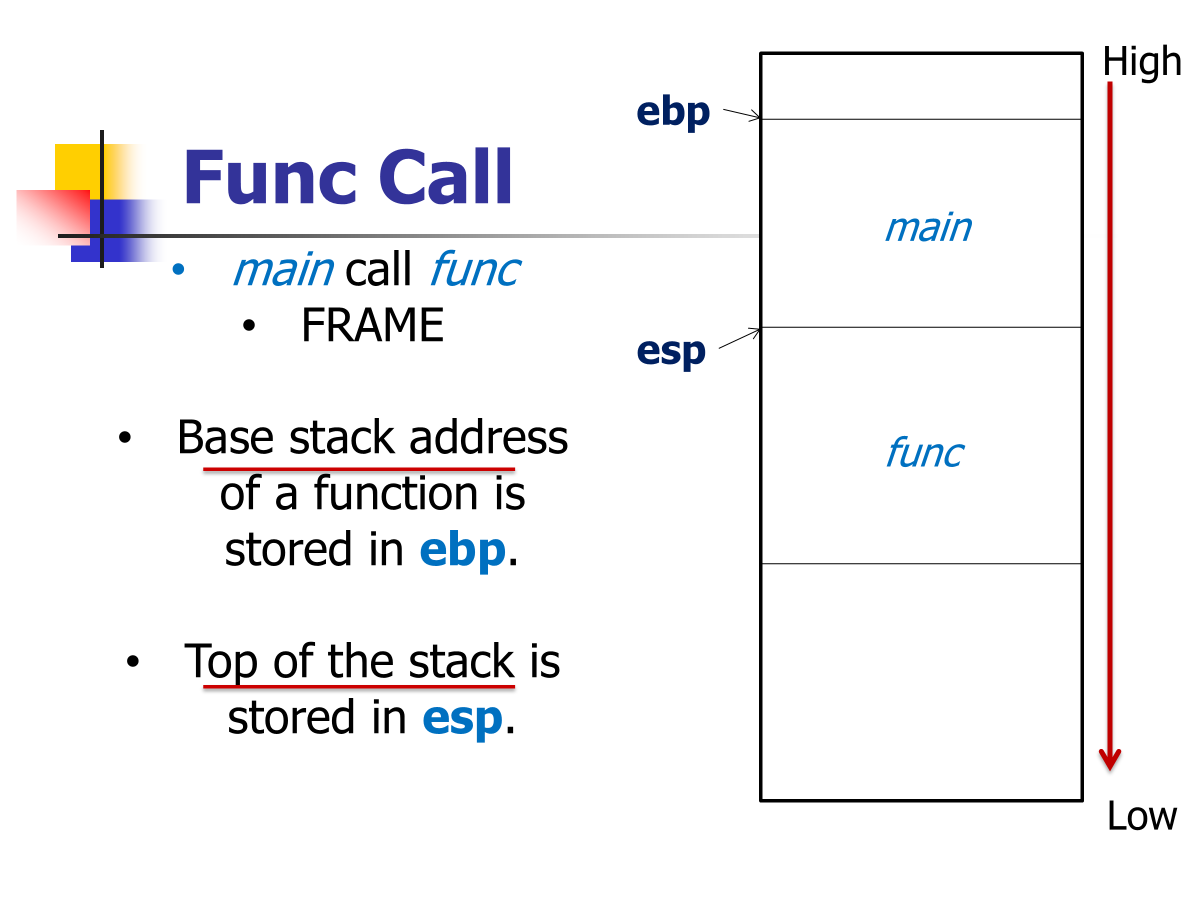 Func Call
• main call func
• FRAME
• Base stack address
of a function is
stored in ebp.
• Top of the stack is
stored in esp.
ebp
esp
main
func
High
Low